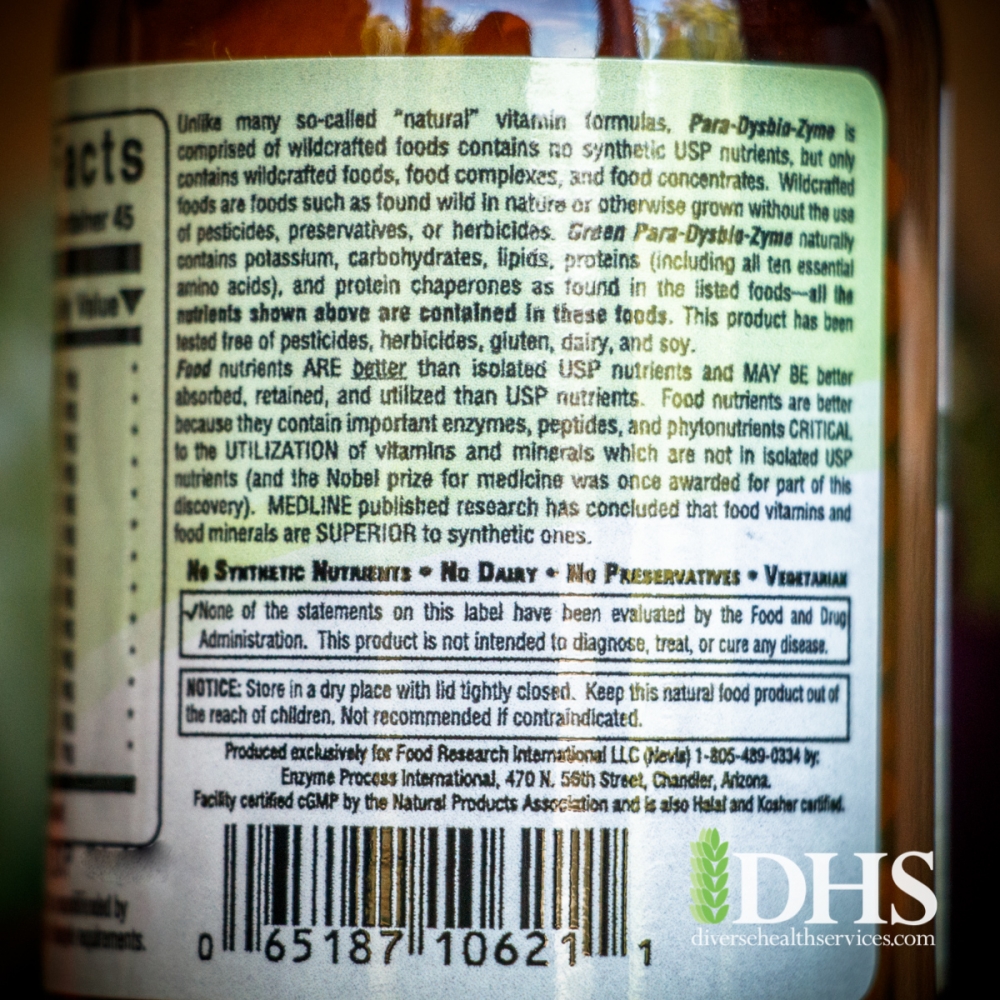 Facts
Container 45
Value▼
Unlike many so-called "natural" vitamin formulas, Para-Dysbio-Zyme is
comprised of wildcrafted foods contains no synthetic USP nutrients, but only
contains wildcrafted foods, food complexes, and food concentrates. Wildcrafted
foods are foods such as found wild in nature or otherwise grown without the use
of pesticides, preservatives, or herbicides. Green Para-Dysbio-Zyme naturally
contains potassium, carbohydrates, lipids, proteins (including all ten essential
amino acids), and protein chaperones as found in the listed foods—all the
nutrients shown above are contained in these foods. This product has been
tested free of pesticides, herbicides, gluten, dairy, and soy.
Food nutrients ARE better than isolated USP nutrients and MAY BE better
absorbed, retained, and utilized than USP nutrients. Food nutrients are better
because they contain important enzymes, peptides, and phytonutrients CRITICAL
to the UTILIZATION of vitamins and minerals which are not in isolated USP
nutrients (and the Nobel prize for medicine was once awarded for part of this
discovery). MEDLINE published research has concluded that food vitamins and
food minerals are SUPERIOR to synthetic ones.
No Synthetic Nutrients • No Dairy • No Preservatives • Vegetarian
✓None of the statements on this label have been evaluated by the Food and Drug
Administration. This product is not intended to diagnose, treat, or cure any disease.
NOTICE: Store in a dry place with lid tightly closed. Keep this natural food product out of
the reach of children. Not recommended if contraindicated.
Produced exclusively for Food Research International LLC (Nevis) 1-805-489-0334 by:
Enzyme Process International, 470 N. 56th Street, Chandler, Arizona.
Facility certified cGMP by the Natural Products Association and is also Halal and Kosher certified.
by
requirements.
0 65187 10621 1
DHS
diversehealthservices.com